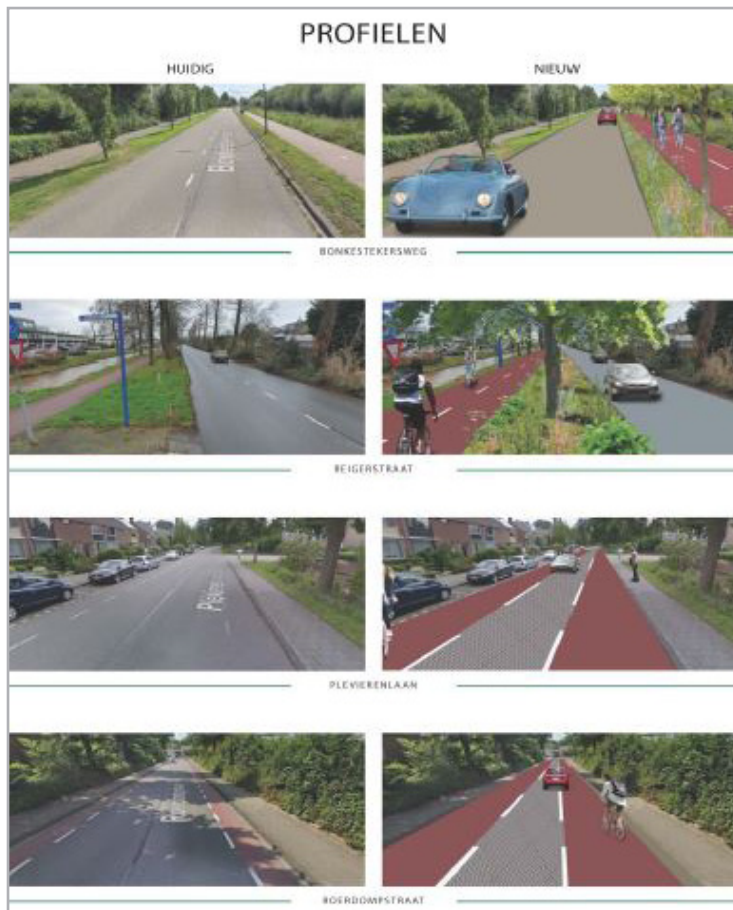 PROFIELEN
HUIDIG
NIEUW
BONKESTEKERSWEG
REIGERSTRAAT
PLEVIERENLAAN
ROERDOMPSTRAAT